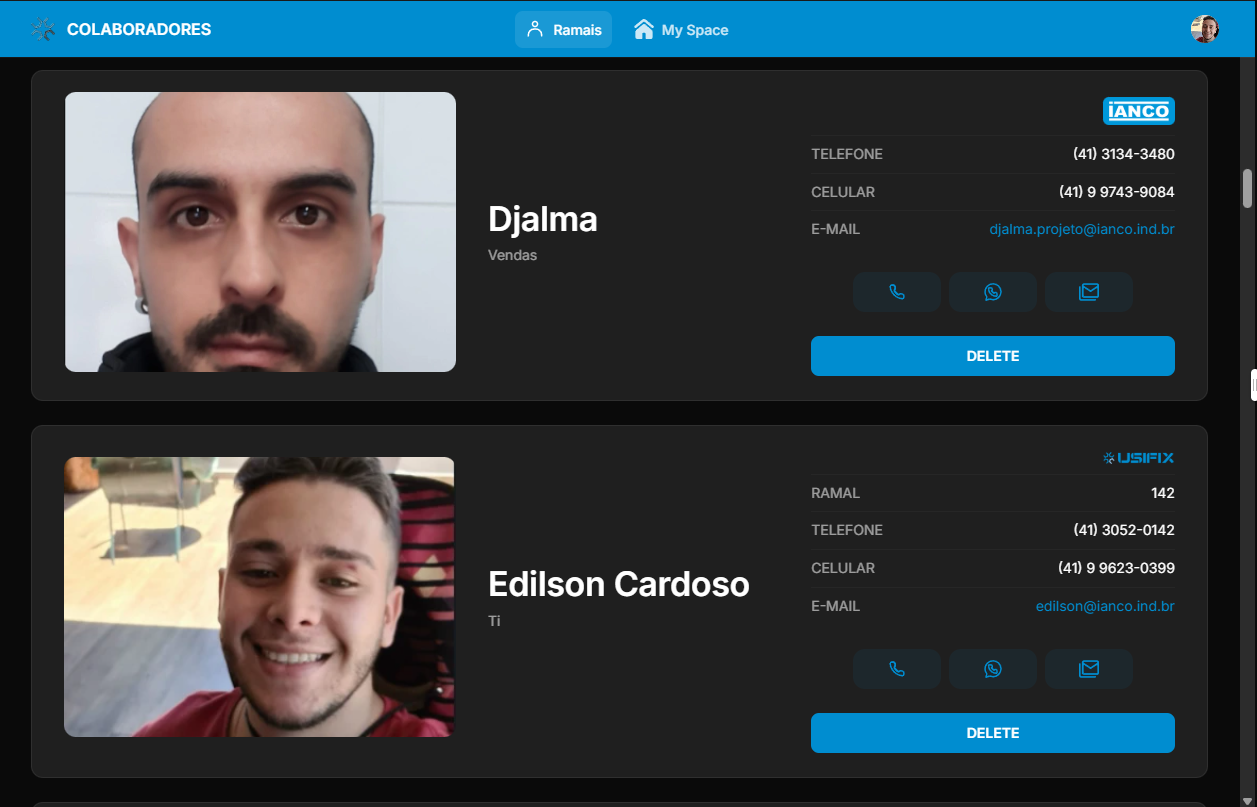 COLABORADORES
Ramais
My Space
IANCO
Djalma
Vendas
TELEFONE (41) 3134-3480
CELULAR (41) 9 9743-9084
E-MAIL djalma.projeto@ianco.ind.br
DELETE
USIFIX
Edilson Cardoso
Ti
RAMAL 142
TELEFONE (41) 3052-0142
CELULAR (41) 9 9623-0399
E-MAIL edilson@ianco.ind.br
DELETE